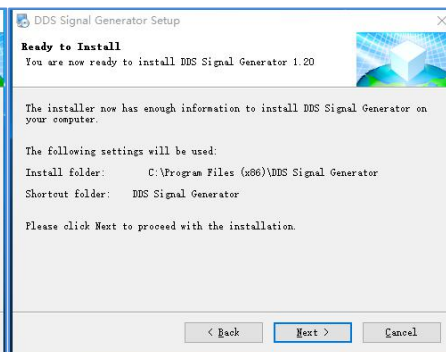 DDS Signal Generator Setup
Ready to Install
You are now ready to install DDS Signal Generator 1.20
The installer now has enough information to install DDS Signal Generator on
your computer.
The following settings will be used:
Install folder: C:\Program Files (x86)\DDS Signal Generator
Shortcut folder: DDS Signal Generator
Please click Next to proceed with the installation.
< Back Next > Cancel